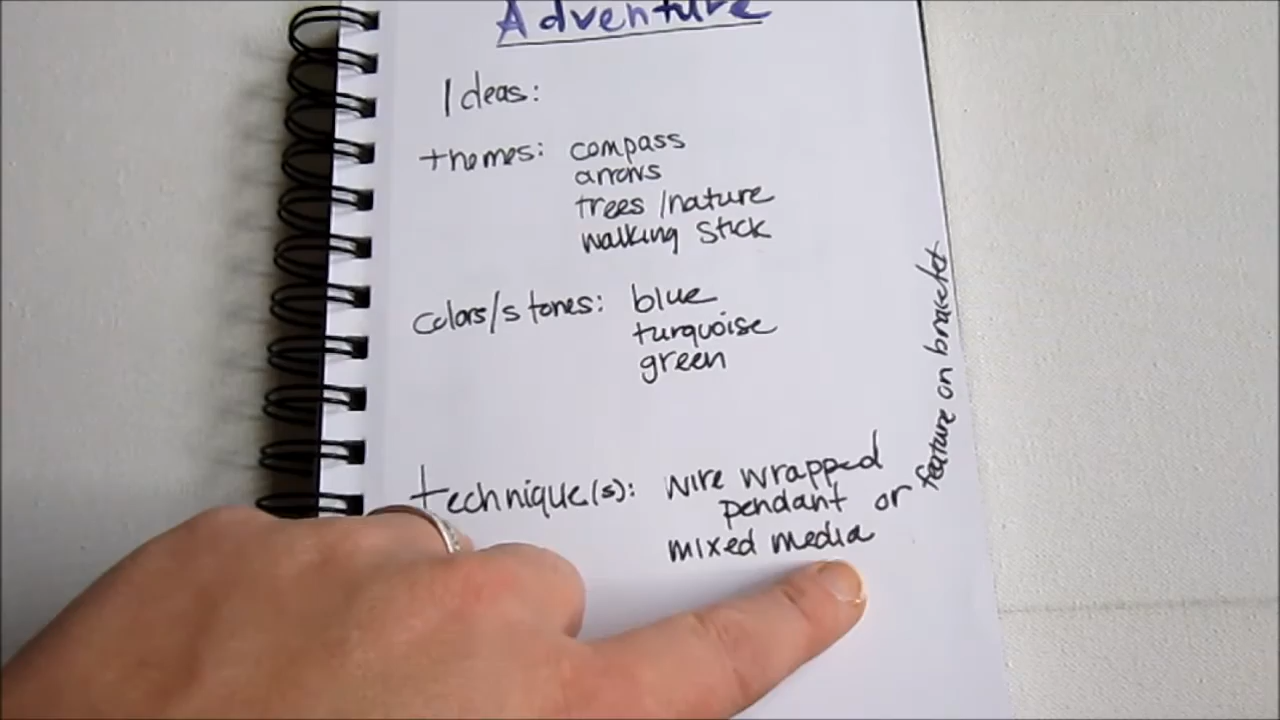 Adventure
Ideas:
themes: compass
arrows
trees/nature
walking stick
colors/stones: blue
turquoise
green
technique(s): wire wrapped
pendant or feature on bracelet
mixed media